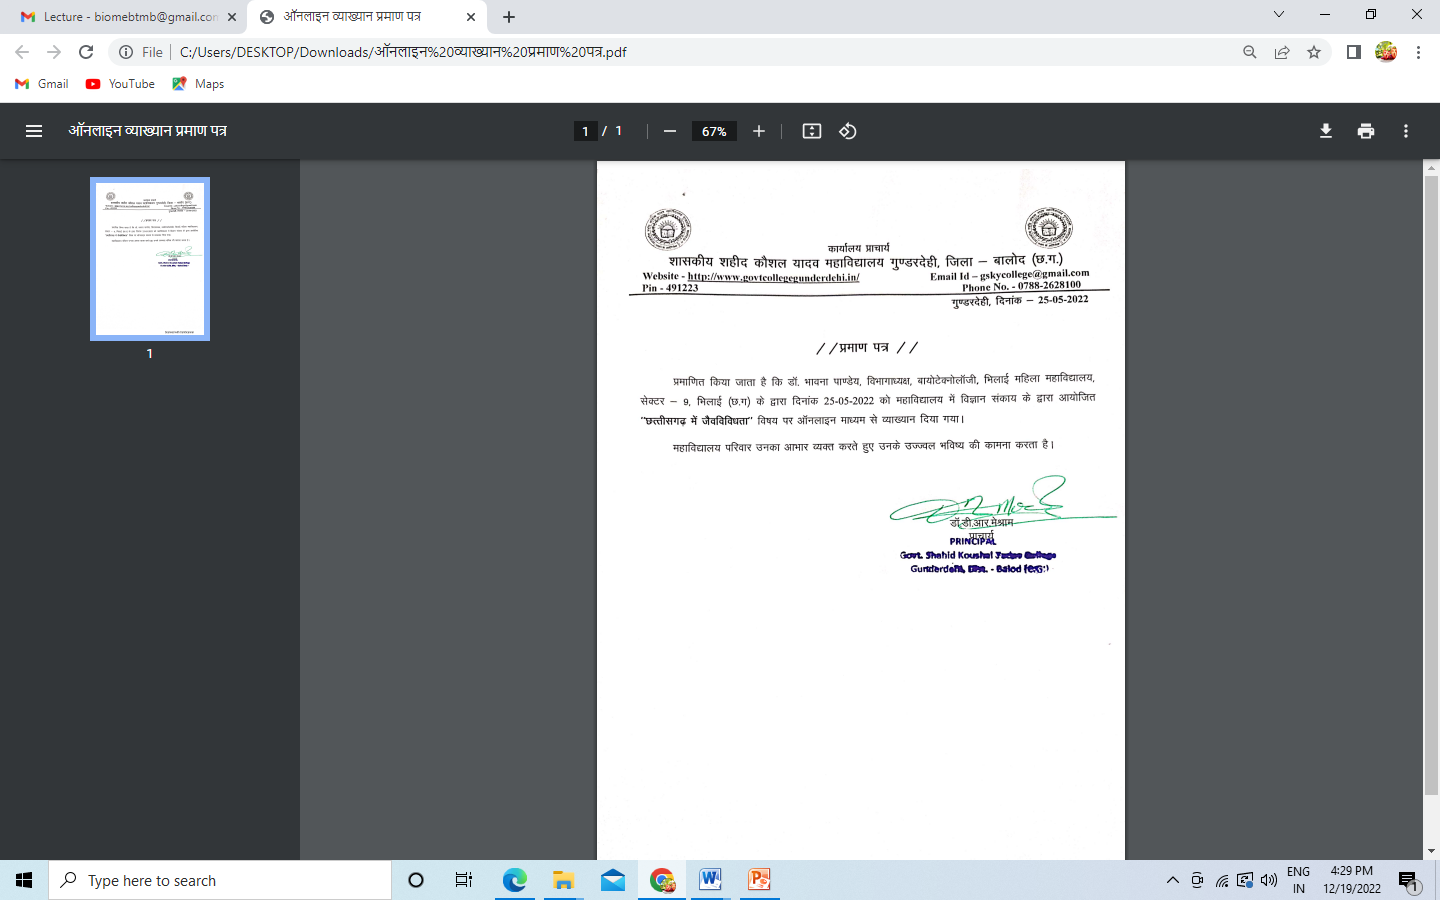 Lecture - biomebtmb@gmail.con
ऑनलाइन व्याख्यान प्रमाण पत्र
File
C:/Users/DESKTOP/Downloads/ऑनलाइन%20व्याख्यान%20प्रमाण%20पत्र.pdf
Gmail
YouTube
Maps
ऑनलाइन व्याख्यान प्रमाण पत्र
1 / 1
67%
1
कार्यालय प्राचार्य
शासकीय शहीद कौशल यादव महाविद्यालय गुण्डरदेही, जिला – बालोद (छ.ग.)
Website - http://www.govtcollegegunderdehi.in/ Email Id – gskycollege@gmail.com
Pin - 491223 Phone No. - 0788-2628100
गुण्डरदेही, दिनांक – 25-05-2022
//प्रमाण पत्र //
प्रमाणित किया जाता है कि डॉ. भावना पाण्डेय, विभागाध्यक्ष, बायोटेक्नोलॉजी, भिलाई महिला महाविद्यालय,
सेक्टर – 9, भिलाई (छ.ग) के द्वारा दिनांक 25-05-2022 को महाविद्यालय में विज्ञान संकाय के द्वारा आयोजित
"छत्तीसगढ़ में जैवविविधता" विषय पर ऑनलाइन माध्यम से व्याख्यान दिया गया।
महाविद्यालय परिवार उनका आभार व्यक्त करते हुए उनके उज्ज्वल भविष्य की कामना करता है।
डॉ.डी.आर.मेश्राम
प्राचार्य
PRINCIPAL
Govt. Shahid Koushal Yadav College
Gunderdehi, Dist. - Balod (C.G.)
Type here to search
ENG
IN
4:29 PM
12/19/2022
1